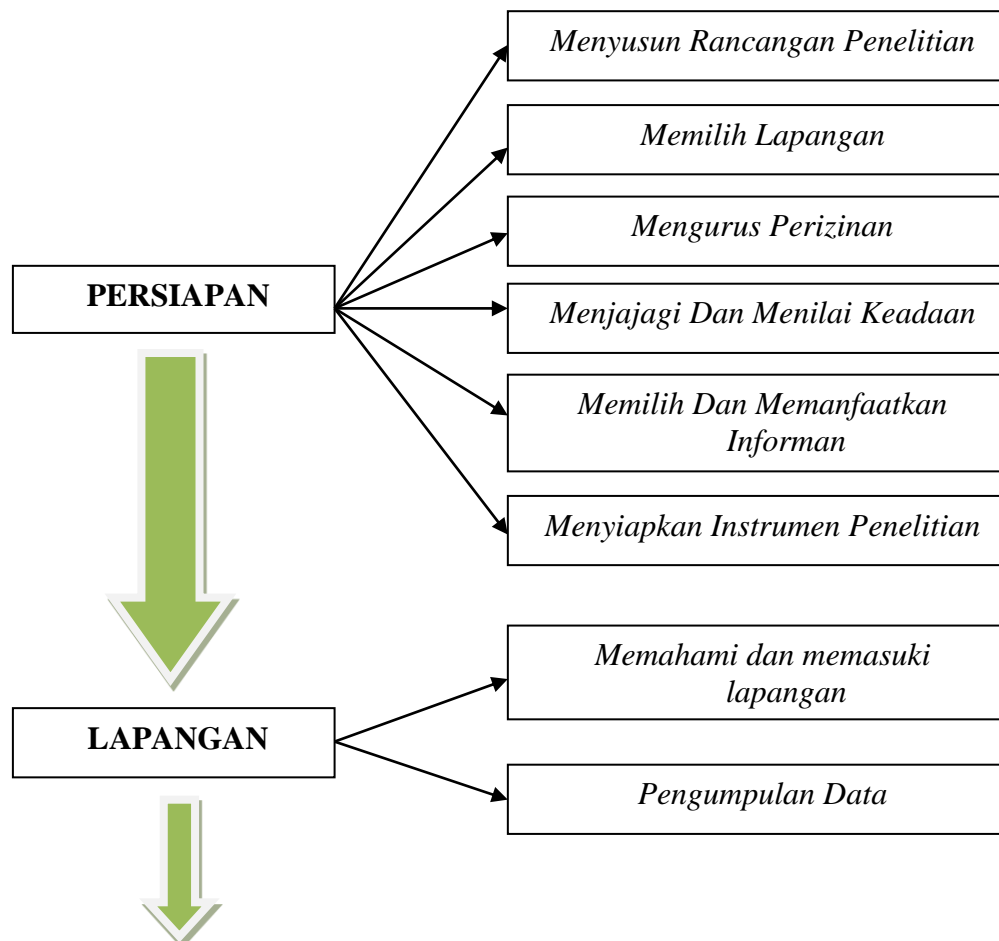 Menyusun Rancangan Penelitian
Memilih Lapangan
Mengurus Perizinan
PERSIAPAN
Menjajagi Dan Menilai Keadaan
Memilih Dan Memanfaatkan
Informan
Menyiapkan Instrumen Penelitian
Memahami dan memasuki
lapangan
LAPANGAN
Pengumpulan Data